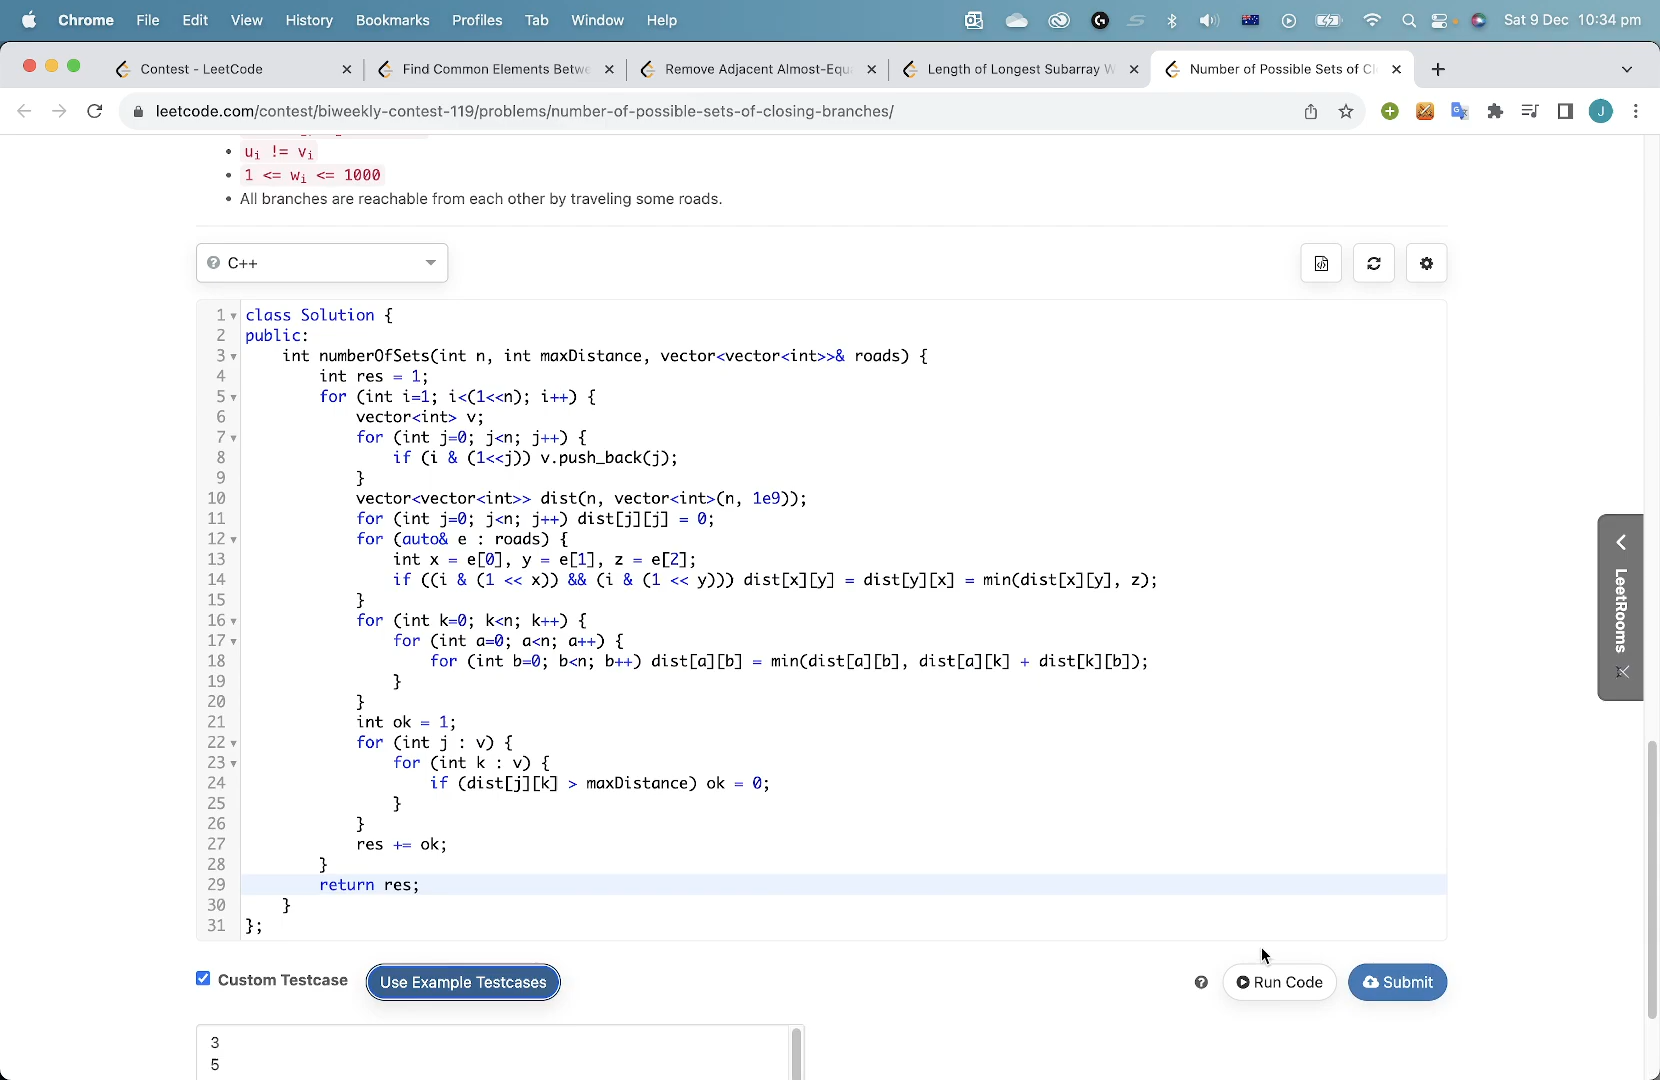 Chrome File Edit View History Bookmarks Profiles Tab Window Help Sat 9 Dec 10:34 pm
Contest - LeetCode Find Common Elements Betwe Remove Adjacent Almost-Equ Length of Longest Subarray W Number of Possible Sets of Cl
leetcode.com/contest/biweekly-contest-119/problems/number-of-possible-sets-of-closing-branches/ J
• ui != vi
• 1 <= wi <= 1000
• All branches are reachable from each other by traveling some roads.
C++
1 class Solution {
2 public:
3     int numberOfSets(int n, int maxDistance, vector<vector<int>>& roads) {
4         int res = 1;
5         for (int i=1; i<(1<<n); i++) {
6             vector<int> v;
7             for (int j=0; j<n; j++) {
8                 if (i & (1<<j)) v.push_back(j);
9             }
10             vector<vector<int>> dist(n, vector<int>(n, 1e9));
11             for (int j=0; j<n; j++) dist[j][j] = 0;
12             for (auto& e : roads) {
13                 int x = e[0], y = e[1], z = e[2];
14                 if ((i & (1 << x)) && (i & (1 << y))) dist[x][y] = dist[y][x] = min(dist[x][y], z);
15             }
16             for (int k=0; k<n; k++) {
17                 for (int a=0; a<n; a++) {
18                     for (int b=0; b<n; b++) dist[a][b] = min(dist[a][b], dist[a][k] + dist[k][b]);
19                 }
20             }
21             int ok = 1;
22             for (int j : v) {
23                 for (int k : v) {
24                     if (dist[j][k] > maxDistance) ok = 0;
25                 }
26             }
27             res += ok;
28         }
29         return res;
30     }
31 };
LeetRooms
Custom Testcase Use Example Testcases Run Code Submit
3
5